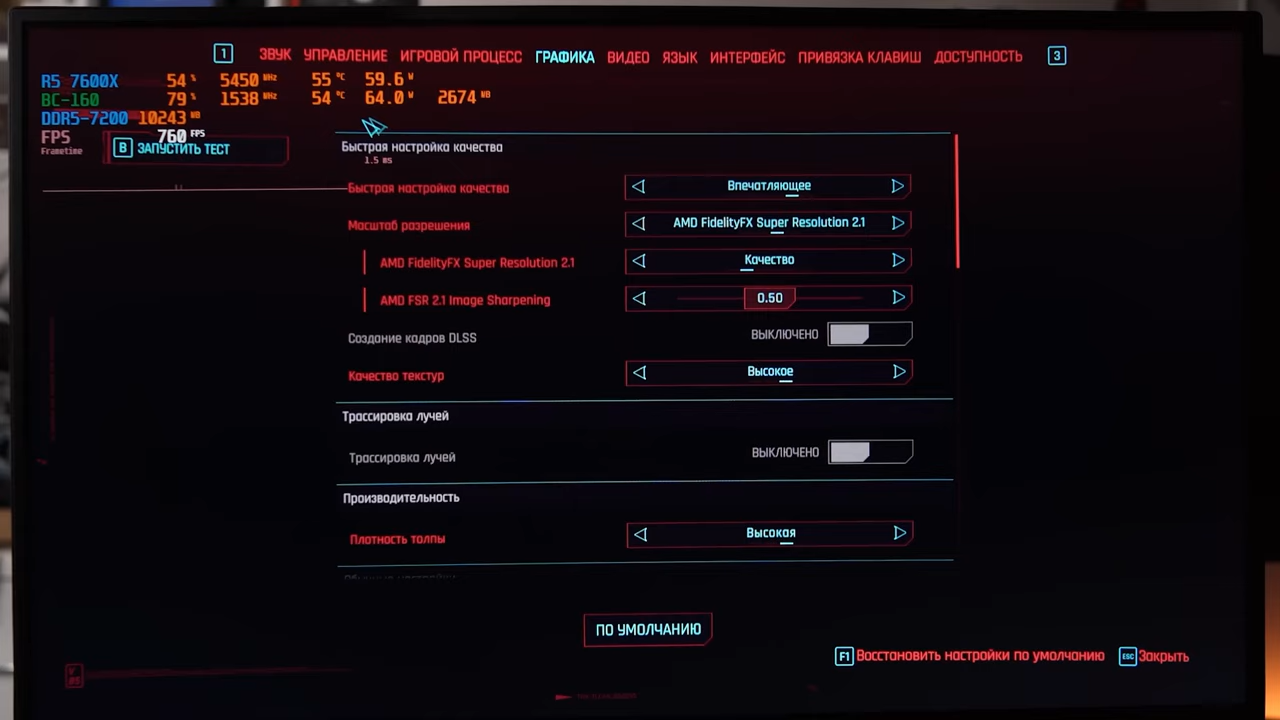 1 ЗВУК УПРАВЛЕНИЕ ИГРОВОЙ ПРОЦЕСС ГРАФИКА ВИДЕО ЯЗЫК ИНТЕРФЕЙС ПРИВЯЗКА КЛАВИШ ДОСТУПНОСТЬ 3
R5 7600X 54 % 5450 MHz 55 °C 59.6 W
BC-160 79 % 1538 MHz 54 °C 64.0 W 2674 MB
DDR5-7200 10243 MB
FPS 760 FPS
Frametime 1.5 ms
B ЗАПУСТИТЬ ТЕСТ
Быстрая настройка качества
Быстрая настройка качества Впечатляющее
Масштаб разрешения AMD FidelityFX Super Resolution 2.1
AMD FidelityFX Super Resolution 2.1 Качество
AMD FSR 2.1 Image Sharpening 0.50
Создание кадров DLSS ВЫКЛЮЧЕНО
Качество текстур Высокое
Трассировка лучей
Трассировка лучей ВЫКЛЮЧЕНО
Производительность
Плотность толпы Высокая
ПО УМОЛЧАНИЮ
F1 Восстановить настройки по умолчанию ESC Закрыть
V
85